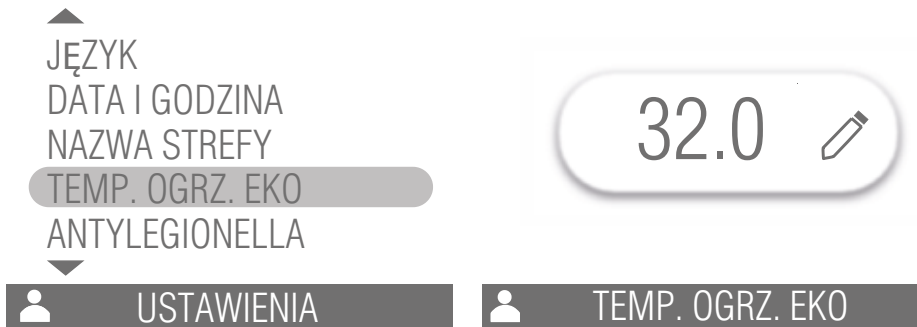 JĘZYK
DATA I GODZINA
NAZWA STREFY
TEMP. OGRZ. EKO
ANTYLEGIONELLA
USTAWIENIA
32.0
TEMP. OGRZ. EKO